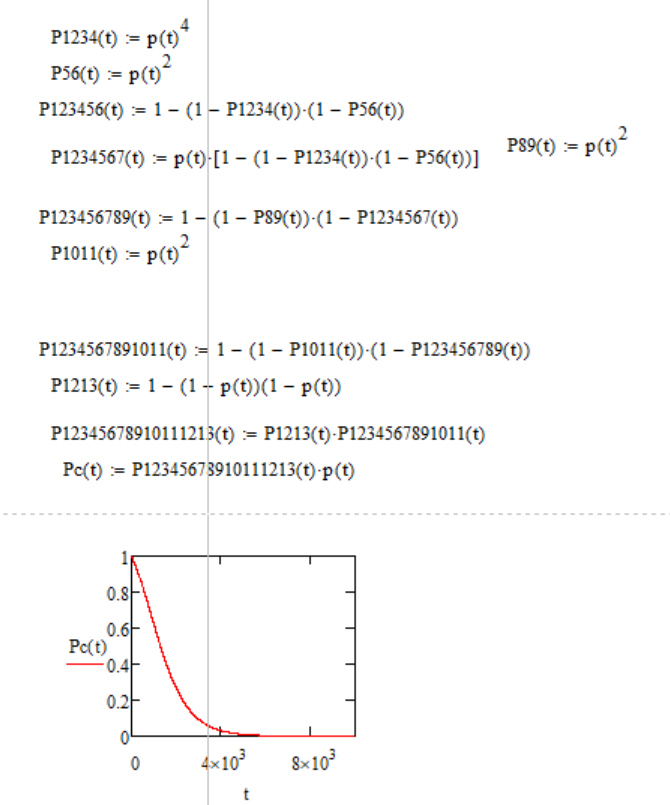 P1234(t) := p(t)^4
P56(t) := p(t)^2
P123456(t) := 1 − (1 − P1234(t))·(1 − P56(t))
P1234567(t) := p(t)·[1 − (1 − P1234(t))·(1 − P56(t))]
P89(t) := p(t)^2
P123456789(t) := 1 − (1 − P89(t))·(1 − P1234567(t))
P1011(t) := p(t)^2
P1234567891011(t) := 1 − (1 − P1011(t))·(1 − P123456789(t))
P1213(t) := 1 − (1 − p(t))(1 − p(t))
P12345678910111213(t) := P1213(t)·P1234567891011(t)
Pc(t) := P12345678910111213(t)·p(t)
1
0.8
0.6
Pc(t)
0.4
0.2
0
0 4×10^3 8×10^3
t